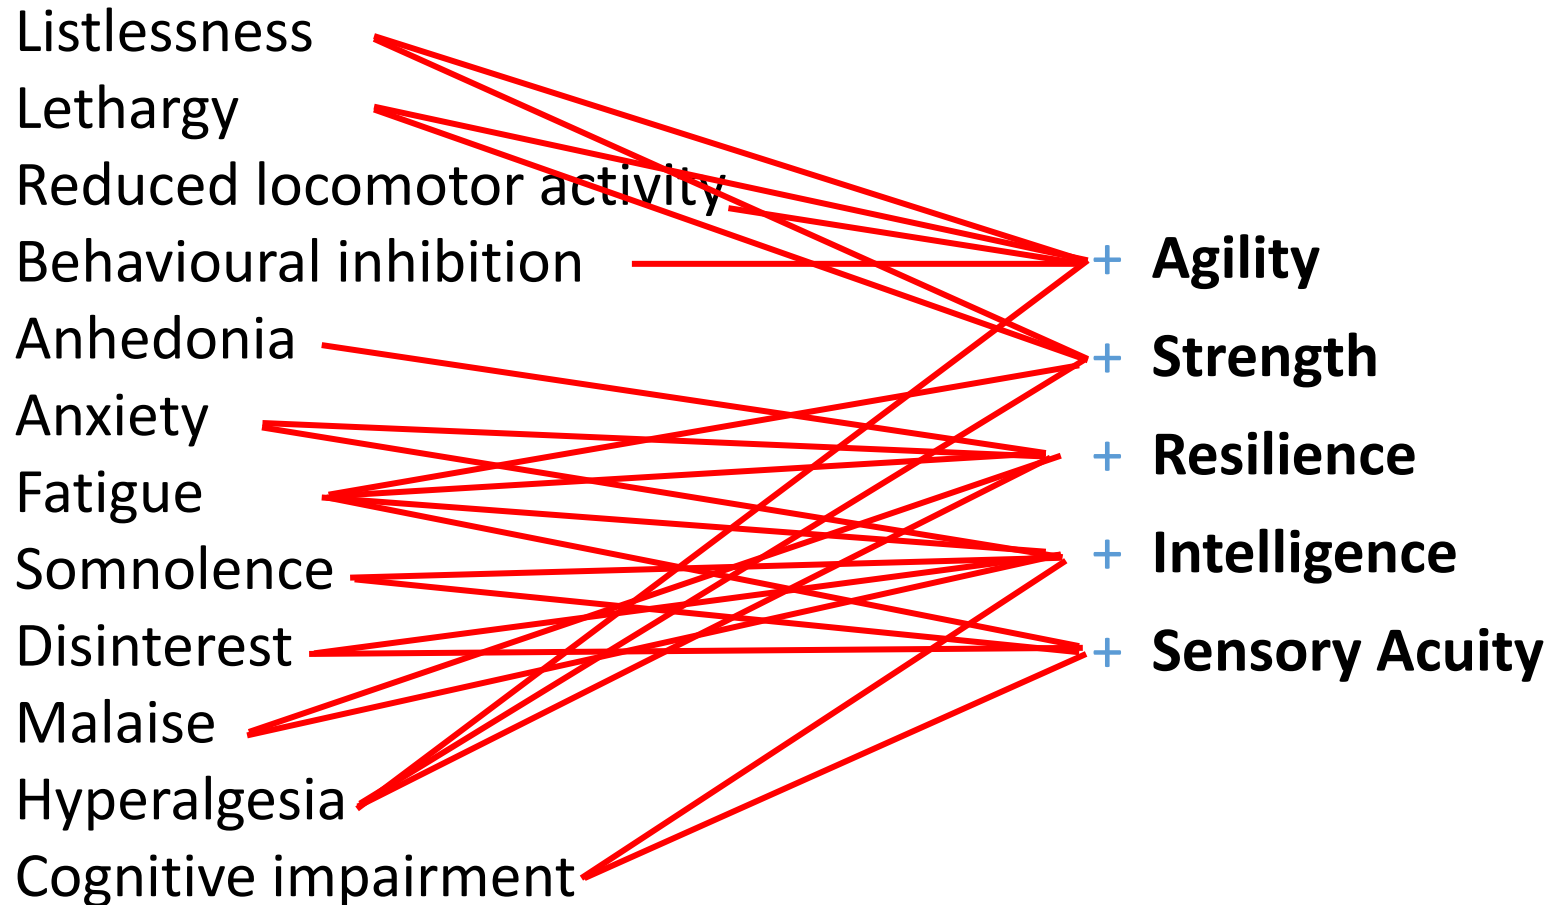 Listlessness
Lethargy
Reduced locomotor activity
Behavioural inhibition
Anhedonia
Anxiety
Fatigue
Somnolence
Disinterest
Malaise
Hyperalgesia
Cognitive impairment
+ Agility
+ Strength
+ Resilience
+ Intelligence
+ Sensory Acuity